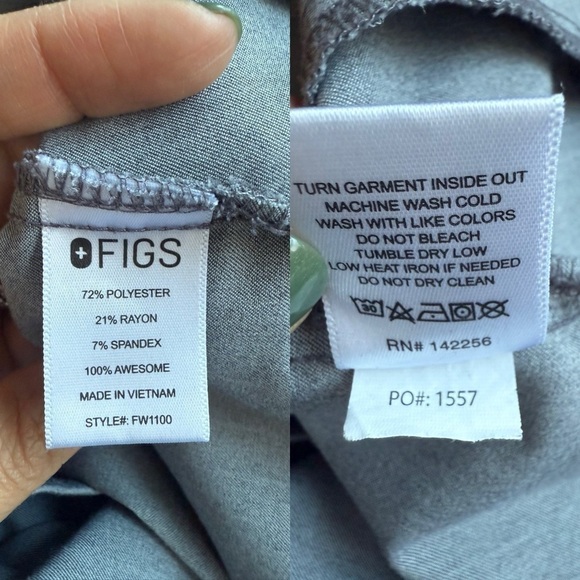 FIGS
72% POLYESTER
21% RAYON
7% SPANDEX
100% AWESOME
MADE IN VIETNAM
STYLE#: FW1100
TURN GARMENT INSIDE OUT
MACHINE WASH COLD
WASH WITH LIKE COLORS
DO NOT BLEACH
TUMBLE DRY LOW
LOW HEAT IRON IF NEEDED
DO NOT DRY CLEAN
30
RN# 142256
PO#: 1557